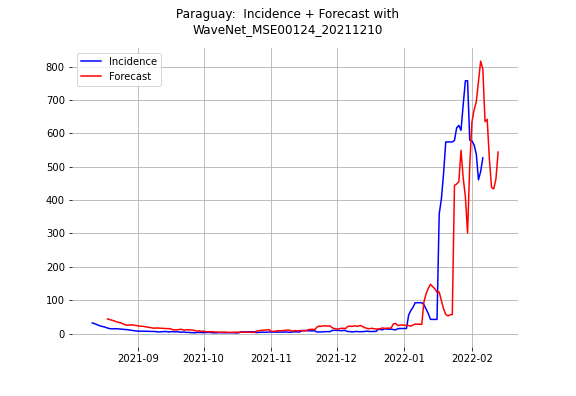 Paraguay:  Incidence + Forecast with
WaveNet_MSE00124_20211210
Incidence
Forecast
800
700
600
500
400
300
200
100
0
2021-09 2021-10 2021-11 2021-12 2022-01 2022-02